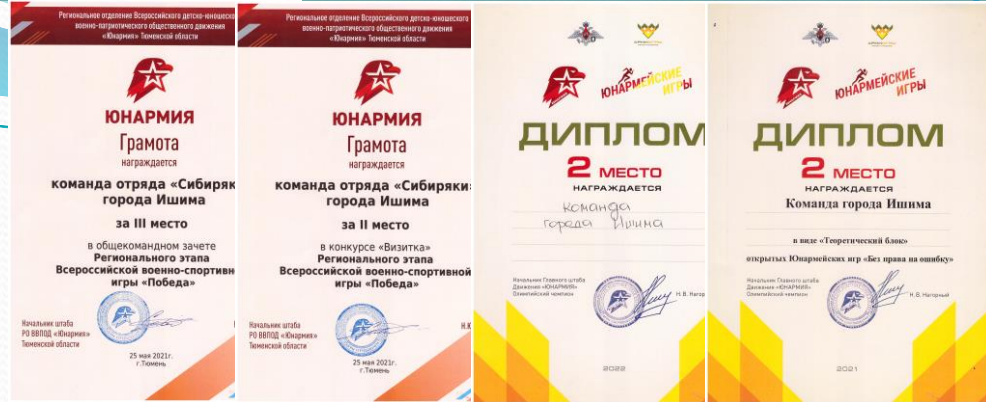 Региональное отделение Всероссийского детско-юношеско
военно-патриотического общественного движения
«Юнармия» Тюменской области
ЮНАРМИЯ
Грамота
награждается
команда отряда «Сибиряк
города Ишима
за III место
в общекомандном зачете
Регионального этапа
Всероссийской военно-спортивн
игры «Победа»
Начальник штаба
РО ВВПОД «Юнармия»
Тюменской области
25 мая 2021г.
г.Тюмень
Региональное отделение Всероссийского детско-юношеского
военно-патриотического общественного движения
«Юнармия» Тюменской области
ЮНАРМИЯ
Грамота
награждается
команда отряда «Сибиряки
города Ишима
за II место
в конкурсе «Визитка»
Регионального этапа
Всероссийской военно-спортивной
игры «Победа»
Начальник штаба
РО ВВПОД «Юнармия»
Тюменской области
Н.К
25 мая 2021г.
г.Тюмень
ЮНАРМЕЙСКИЕ
ИГРЫ
ДИПЛОМ
2 МЕСТО
НАГРАЖДАЕТСЯ
Команда
города Ишима
Начальник Главного штаба
Движения «ЮНАРМИЯ»
Олимпийский чемпион
Н. В. Нагор
2022
ЮНАРМЕЙСКИЕ
ИГРЫ
ДИПЛОМ
2 МЕСТО
НАГРАЖДАЕТСЯ
Команда города Ишима
в виде «Теоретический блок»
открытых Юнармейских игр «Без права на ошибку»
Начальник Главного штаба
Движения «ЮНАРМИЯ»
Олимпийский чемпион
Н. В. Нагорный
2021